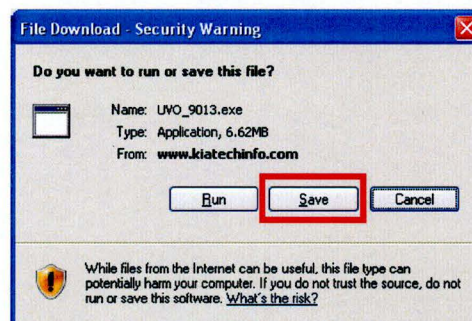 File Download - Security Warning
Do you want to run or save this file?
Name: UVO_9013.exe
Type: Application, 6.62MB
From: www.kiatechinfo.com
Run Save Cancel
While files from the Internet can be useful, this file type can
potentially harm your computer. If you do not trust the source, do not
run or save this software. What's the risk?